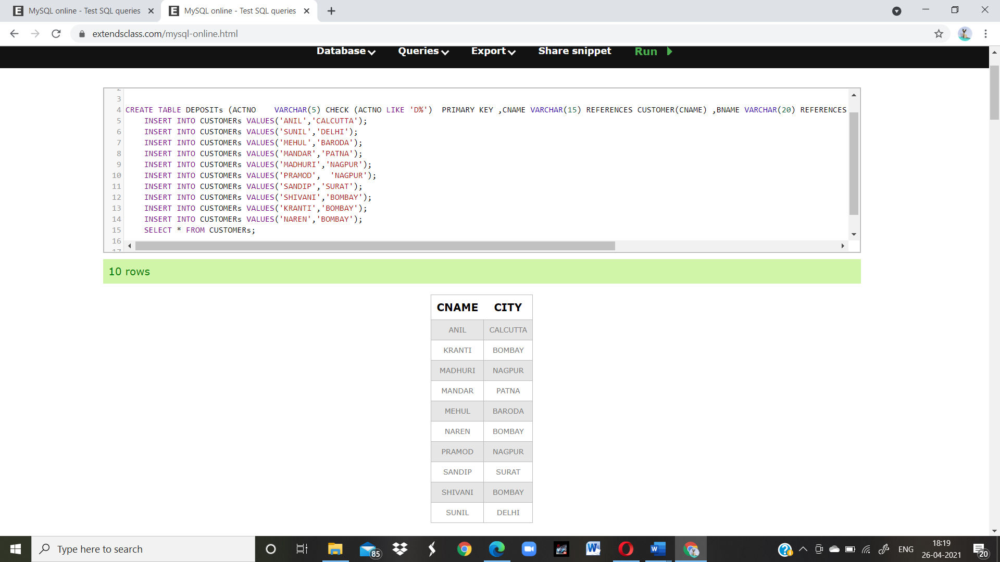 MySQL online - Test SQL queries MySQL online - Test SQL queries
extendsclass.com/mysql-online.html
Database Queries Export Share snippet Run
3
4 CREATE TABLE DEPOSITs (ACTNO    VARCHAR(5) CHECK (ACTNO LIKE 'D%')  PRIMARY KEY ,CNAME VARCHAR(15) REFERENCES CUSTOMER(CNAME) ,BNAME VARCHAR(20) REFERENCES
5 INSERT INTO CUSTOMERs VALUES('ANIL','CALCUTTA');
6 INSERT INTO CUSTOMERs VALUES('SUNIL','DELHI');
7 INSERT INTO CUSTOMERs VALUES('MEHUL','BARODA');
8 INSERT INTO CUSTOMERs VALUES('MANDAR','PATNA');
9 INSERT INTO CUSTOMERs VALUES('MADHURI','NAGPUR');
10 INSERT INTO CUSTOMERs VALUES('PRAMOD',  'NAGPUR');
11 INSERT INTO CUSTOMERs VALUES('SANDIP','SURAT');
12 INSERT INTO CUSTOMERs VALUES('SHIVANI','BOMBAY');
13 INSERT INTO CUSTOMERs VALUES('KRANTI','BOMBAY');
14 INSERT INTO CUSTOMERs VALUES('NAREN','BOMBAY');
15 SELECT * FROM CUSTOMERs;
16
10 rows
CNAME CITY
ANIL CALCUTTA
KRANTI BOMBAY
MADHURI NAGPUR
MANDAR PATNA
MEHUL BARODA
NAREN BOMBAY
PRAMOD NAGPUR
SANDIP SURAT
SHIVANI BOMBAY
SUNIL DELHI
Type here to search 85 ENG 18:19
26-04-2021 20